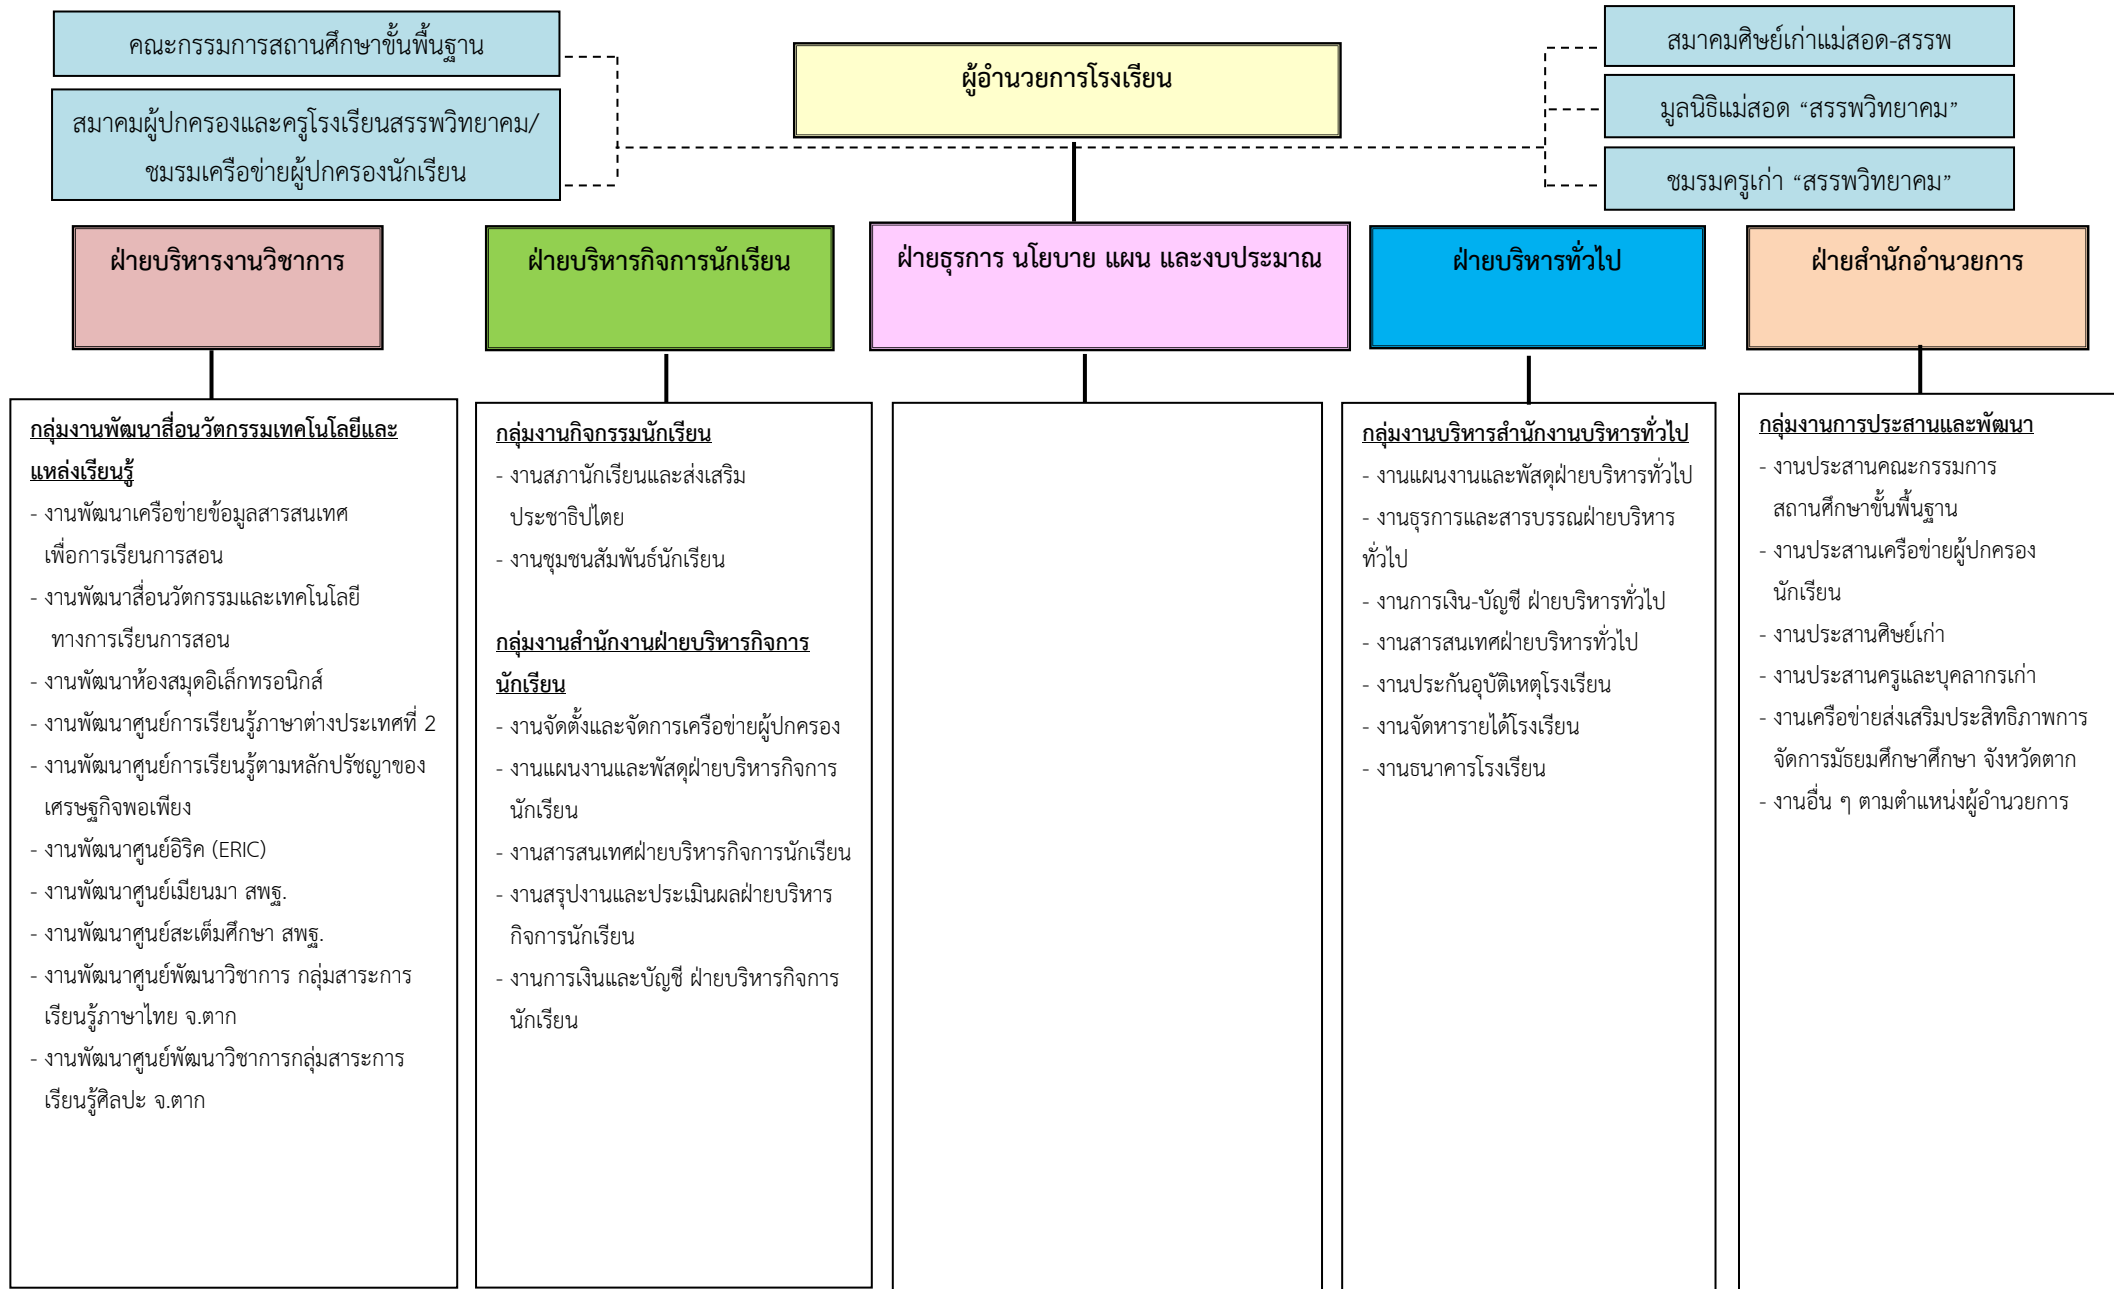 คณะกรรมการสถานศึกษาขั้นพื้นฐาน
สมาคมผู้ปกครองและครูโรงเรียนสรรพวิทยาคม/
ชมรมเครือข่ายผู้ปกครองนักเรียน
ผู้อำนวยการโรงเรียน
สมาคมศิษย์เก่าแม่สอด-สรรพ
มูลนิธิแม่สอด “สรรพวิทยาคม”
ชมรมครูเก่า “สรรพวิทยาคม”
ฝ่ายบริหารงานวิชาการ
ฝ่ายบริหารกิจการนักเรียน
ฝ่ายธุรการ นโยบาย แผน และงบประมาณ
ฝ่ายบริหารทั่วไป
ฝ่ายสำนักอำนวยการ
กลุ่มงานพัฒนาสื่อนวัตกรรมเทคโนโลยีและ
แหล่งเรียนรู้
- งานพัฒนาเครือข่ายข้อมูลสารสนเทศ
เพื่อการเรียนการสอน
- งานพัฒนาสื่อนวัตกรรมและเทคโนโลยี
ทางการเรียนการสอน
- งานพัฒนาห้องสมุดอิเล็กทรอนิกส์
- งานพัฒนาศูนย์การเรียนรู้ภาษาต่างประเทศที่ 2
- งานพัฒนาศูนย์การเรียนรู้ตามหลักปรัชญาของ
เศรษฐกิจพอเพียง
- งานพัฒนาศูนย์อิริค (ERIC)
- งานพัฒนาศูนย์เมียนมา สพฐ.
- งานพัฒนาศูนย์สะเต็มศึกษา สพฐ.
- งานพัฒนาศูนย์พัฒนาวิชาการ กลุ่มสาระการ
เรียนรู้ภาษาไทย จ.ตาก
- งานพัฒนาศูนย์พัฒนาวิชาการกลุ่มสาระการ
เรียนรู้ศิลปะ จ.ตาก
กลุ่มงานกิจกรรมนักเรียน
- งานสภานักเรียนและส่งเสริม
ประชาธิปไตย
- งานชุมชนสัมพันธ์นักเรียน
กลุ่มงานสำนักงานฝ่ายบริหารกิจการ
นักเรียน
- งานจัดตั้งและจัดการเครือข่ายผู้ปกครอง
- งานแผนงานและพัสดุฝ่ายบริหารกิจการ
นักเรียน
- งานสารสนเทศฝ่ายบริหารกิจการนักเรียน
- งานสรุปงานและประเมินผลฝ่ายบริหาร
กิจการนักเรียน
- งานการเงินและบัญชี ฝ่ายบริหารกิจการ
นักเรียน
กลุ่มงานบริหารสำนักงานบริหารทั่วไป
- งานแผนงานและพัสดุฝ่ายบริหารทั่วไป
- งานธุรการและสารบรรณฝ่ายบริหาร
ทั่วไป
- งานการเงิน-บัญชี ฝ่ายบริหารทั่วไป
- งานสารสนเทศฝ่ายบริหารทั่วไป
- งานประกันอุบัติเหตุโรงเรียน
- งานจัดหารายได้โรงเรียน
- งานธนาคารโรงเรียน
กลุ่มงานการประสานและพัฒนา
- งานประสานคณะกรรมการ
สถานศึกษาขั้นพื้นฐาน
- งานประสานเครือข่ายผู้ปกครอง
นักเรียน
- งานประสานศิษย์เก่า
- งานประสานครูและบุคลากรเก่า
- งานเครือข่ายส่งเสริมประสิทธิภาพการ
จัดการมัธยมศึกษาศึกษา จังหวัดตาก
- งานอื่น ๆ ตามตำแหน่งผู้อำนวยการ